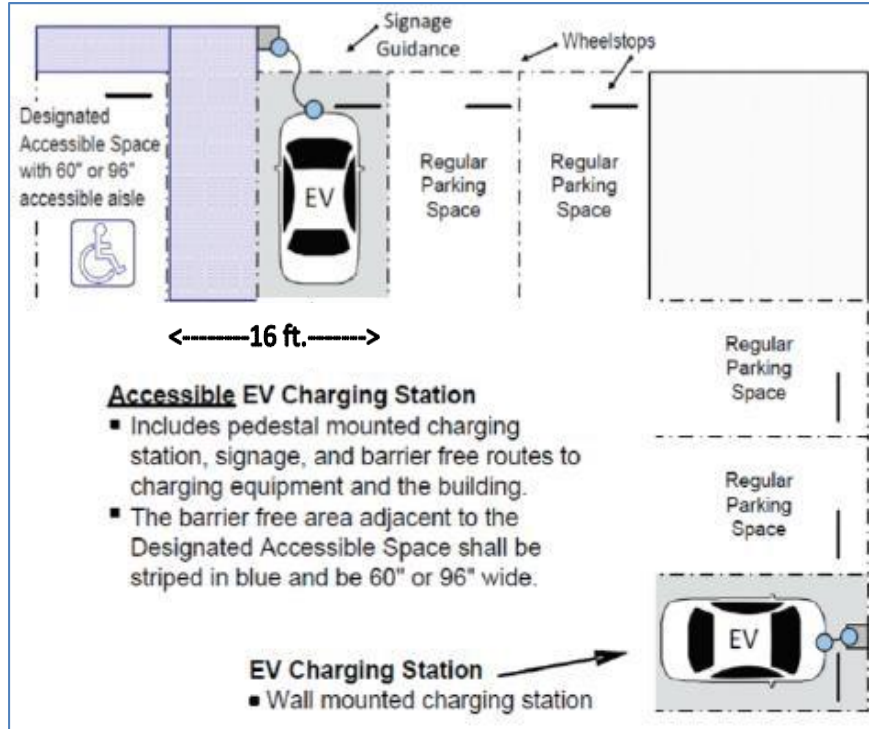 Signage
Guidance
Wheelstops
Designated
Accessible Space
with 60" or 96"
accessible aisle
EV
Regular
Parking
Space
Regular
Parking
Space
<--------16 ft.------->
Regular
Parking
Space
Accessible EV Charging Station
▪ Includes pedestal mounted charging
station, signage, and barrier free routes to
charging equipment and the building.
▪ The barrier free area adjacent to the
Designated Accessible Space shall be
striped in blue and be 60" or 96" wide.
Regular
Parking
Space
EV
EV Charging Station
▪ Wall mounted charging station